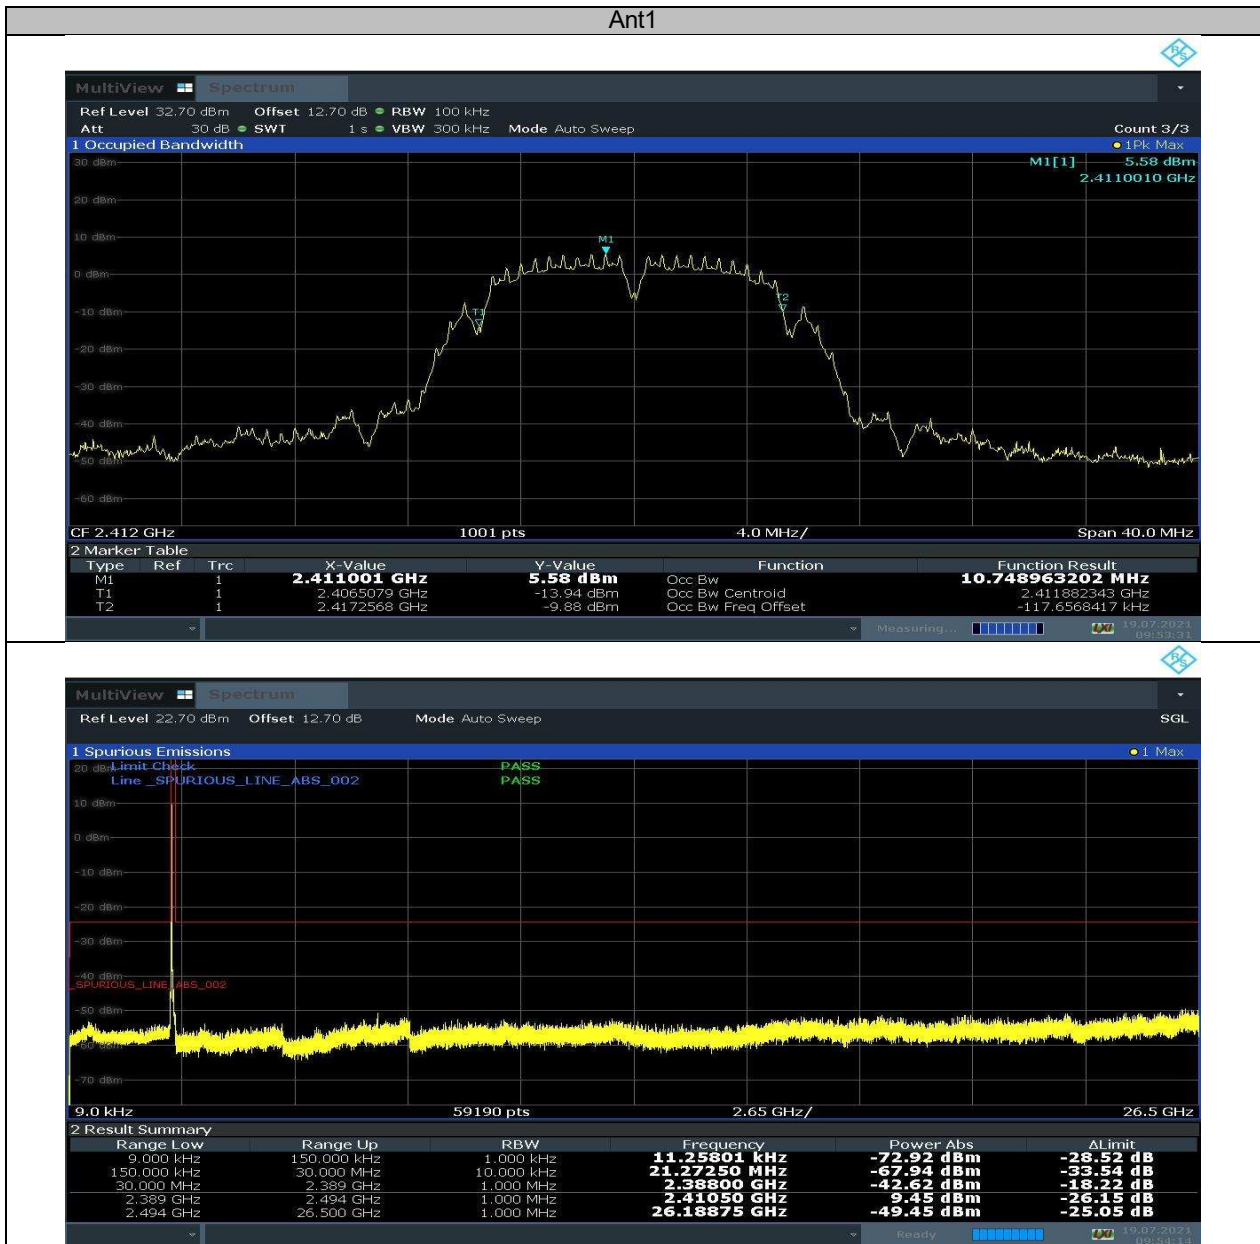 Ant1
R&S
MultiView Spectrum
Ref Level 32.70 dBm Offset 12.70 dB RBW 100 kHz
Att 30 dB SWT 1 s VBW 300 kHz Mode Auto Sweep Count 3/3
1 Occupied Bandwidth 1Pk Max
30 dBm M1[1] 5.58 dBm
2.4110010 GHz
20 dBm
10 dBm
M1
0 dBm
T2
-10 dBm
T1
-20 dBm
-30 dBm
-40 dBm
-50 dBm
-60 dBm
CF 2.412 GHz 1001 pts 4.0 MHz/ Span 40.0 MHz
2 Marker Table
Type Ref Trc X-Value Y-Value Function Function Result
M1 1 2.411001 GHz 5.58 dBm Occ Bw 10.748963202 MHz
T1 1 2.4065079 GHz -13.94 dBm Occ Bw Centroid 2.411882343 GHz
T2 1 2.4172568 GHz -9.88 dBm Occ Bw Freq Offset -117.6568417 kHz
Measuring... 19.07.2021
09:53:31
R&S
MultiView Spectrum
Ref Level 22.70 dBm Offset 12.70 dB Mode Auto Sweep SGL
1 Spurious Emissions 1 Max
20 dBm Limit Check PASS
Line _SPURIOUS_LINE_ABS_002 PASS
10 dBm
0 dBm
-10 dBm
-20 dBm
-30 dBm
-40 dBm
_SPURIOUS_LINE_ABS_002
-50 dBm
-60 dBm
-70 dBm
9.0 kHz 59190 pts 2.65 GHz/ 26.5 GHz
2 Result Summary
Range Low Range Up RBW Frequency Power Abs ΔLimit
9.000 kHz 150.000 kHz 1.000 kHz 11.25801 kHz -72.92 dBm -28.52 dB
150.000 kHz 30.000 MHz 10.000 kHz 21.27250 MHz -67.94 dBm -33.54 dB
30.000 MHz 2.389 GHz 1.000 MHz 2.38800 GHz -42.62 dBm -18.22 dB
2.389 GHz 2.494 GHz 1.000 MHz 2.41050 GHz 9.45 dBm -26.15 dB
2.494 GHz 26.500 GHz 1.000 MHz 26.18875 GHz -49.45 dBm -25.05 dB
Ready 19.07.2021
09:54:14